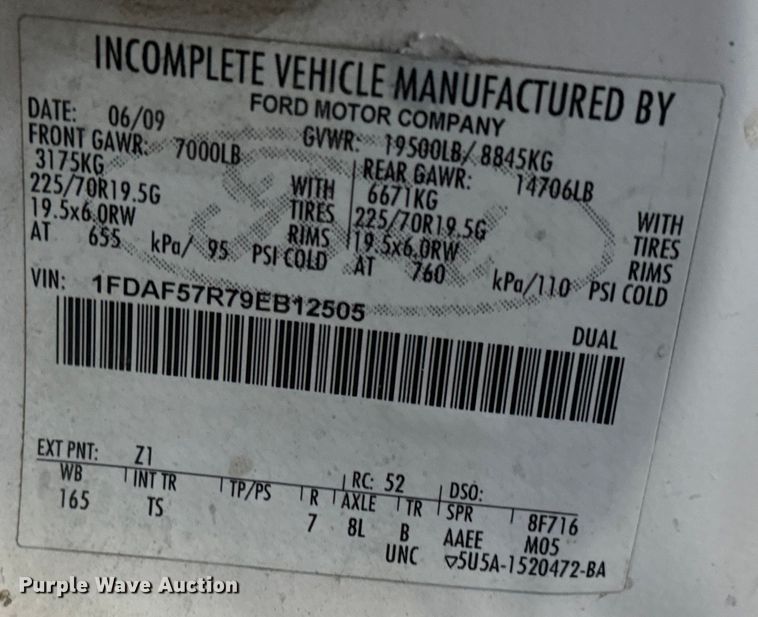 INCOMPLETE VEHICLE MANUFACTURED BY
FORD MOTOR COMPANY
DATE: 06/09 GVWR: 19500LB/ 8845KG
FRONT GAWR: 7000LB REAR GAWR: 14706LB
3175KG WITH 6671KG WITH
225/70R19.5G TIRES 225/70R19.5G TIRES
19.5x6.0RW RIMS 19.5x6.0RW RIMS
AT 655 kPa/ 95 PSI COLD AT 760 kPa/110 PSI COLD
VIN: 1FDAF57R79EB12505
DUAL
EXT PNT: Z1 RC: 52 DSO:
WB INT TR TP/PS R AXLE TR SPR 8F716
165 TS 7 8L B AAEE M05
UNC ▽5U5A-1520472-BA
Purple Wave Auction